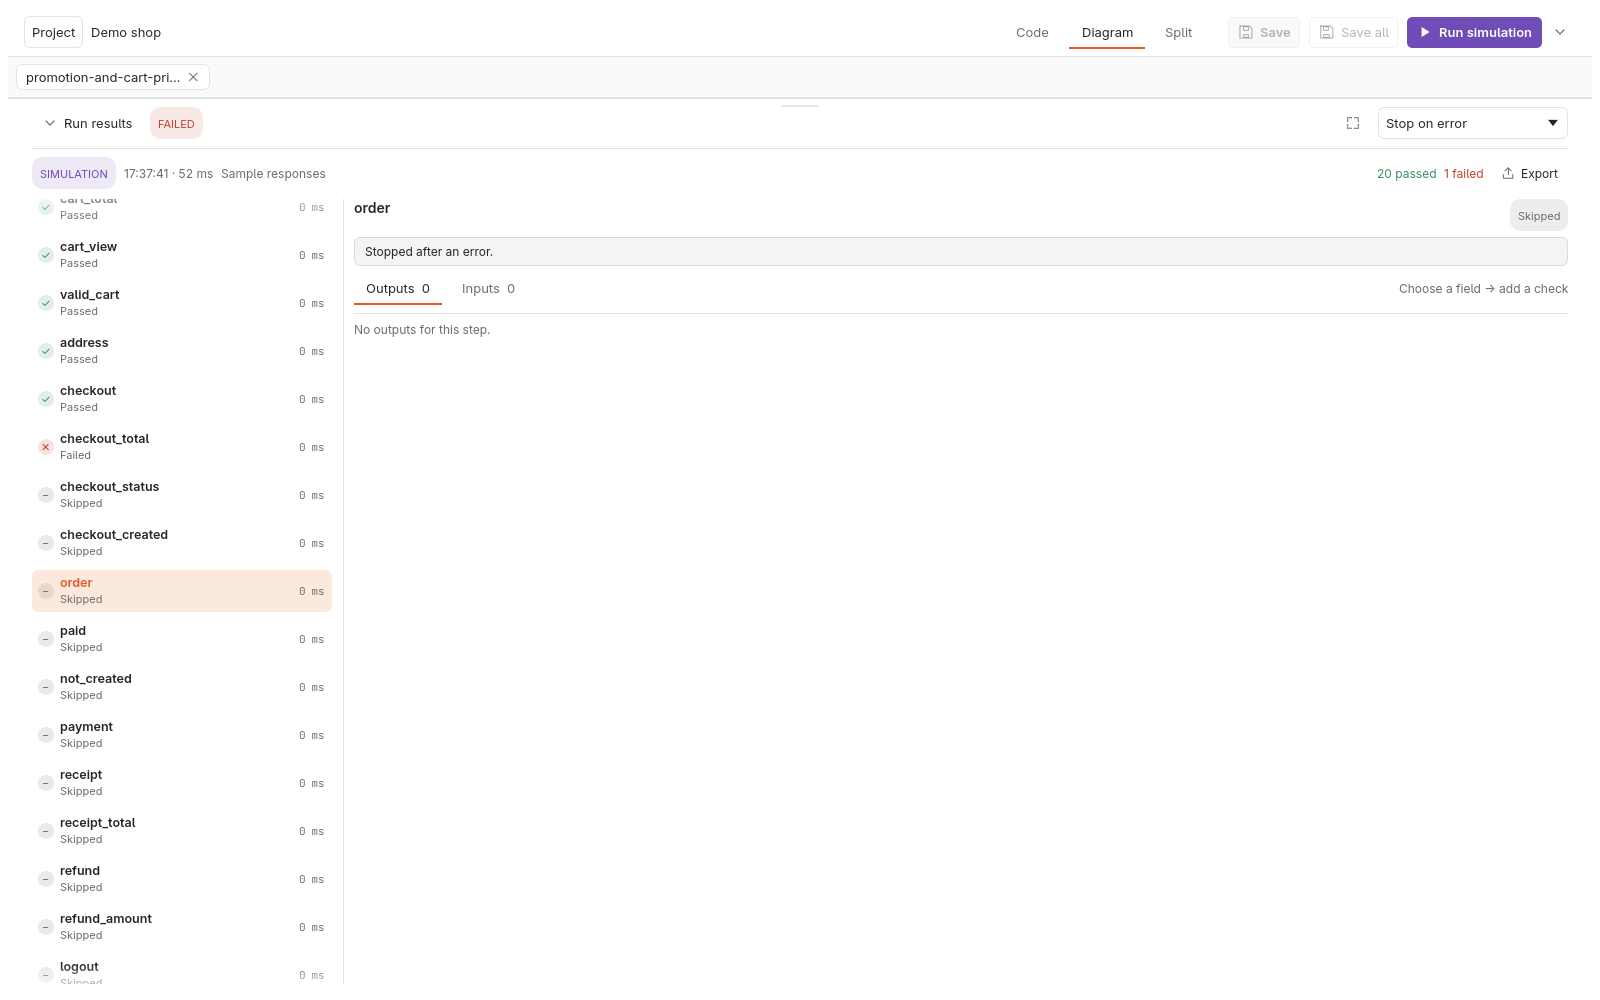 Project Demo shop Code Diagram Split Save Save all Run simulation
promotion-and-cart-pri...
Run results FAILED Stop on error
SIMULATION 17:37:41 · 52 ms Sample responses 20 passed 1 failed Export
cart_total 0 ms
Passed
cart_view 0 ms
Passed
valid_cart 0 ms
Passed
address 0 ms
Passed
checkout 0 ms
Passed
checkout_total 0 ms
Failed
checkout_status 0 ms
Skipped
checkout_created 0 ms
Skipped
order 0 ms
Skipped
paid 0 ms
Skipped
not_created 0 ms
Skipped
payment 0 ms
Skipped
receipt 0 ms
Skipped
receipt_total 0 ms
Skipped
refund 0 ms
Skipped
refund_amount 0 ms
Skipped
logout 0 ms
Skipped
order
Skipped
Stopped after an error.
Outputs 0 Inputs 0 Choose a field → add a check
No outputs for this step.